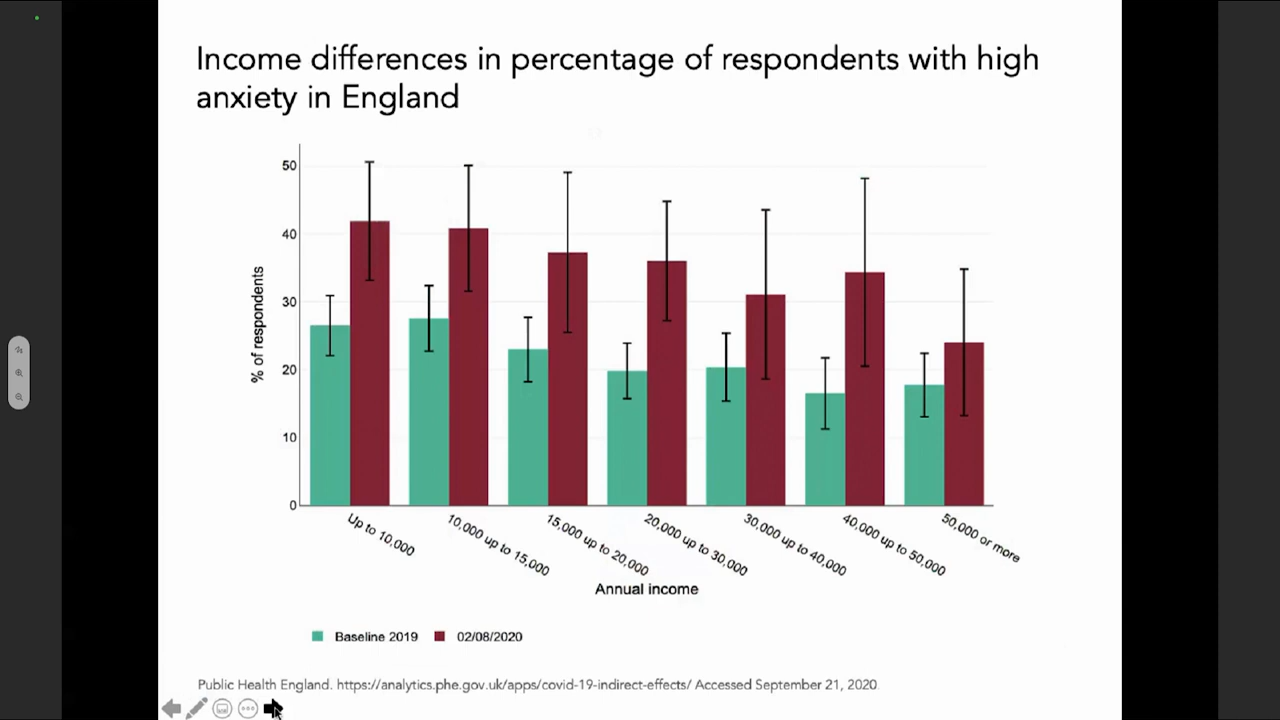 Income differences in percentage of respondents with high
anxiety in England
50
40
30
20
10
0
% of respondents
Up to 10,000
10,000 up to 15,000
15,000 up to 20,000
20,000 up to 30,000
30,000 up to 40,000
40,000 up to 50,000
50,000 or more
Annual income
Baseline 2019 02/08/2020
Public Health England. https://analytics.phe.gov.uk/apps/covid-19-indirect-effects/ Accessed September 21, 2020